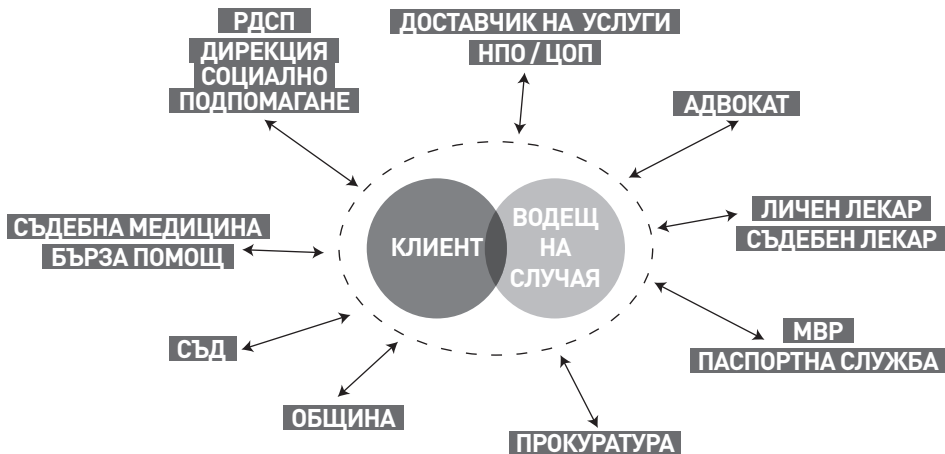 РДСП
ДИРЕКЦИЯ
СОЦИАЛНО
ПОДПОМАГАНЕ
ДОСТАВЧИК НА УСЛУГИ
НПО / ЦОП
АДВОКАТ
СЪДЕБНА МЕДИЦИНА
БЪРЗА ПОМОЩ
КЛИЕНТ
ВОДЕЩ
НА
СЛУЧАЯ
ЛИЧЕН ЛЕКАР
СЪДЕБЕН ЛЕКАР
СЪД
МВР
ПАСПОРТНА СЛУЖБА
ОБЩИНА
ПРОКУРАТУРА